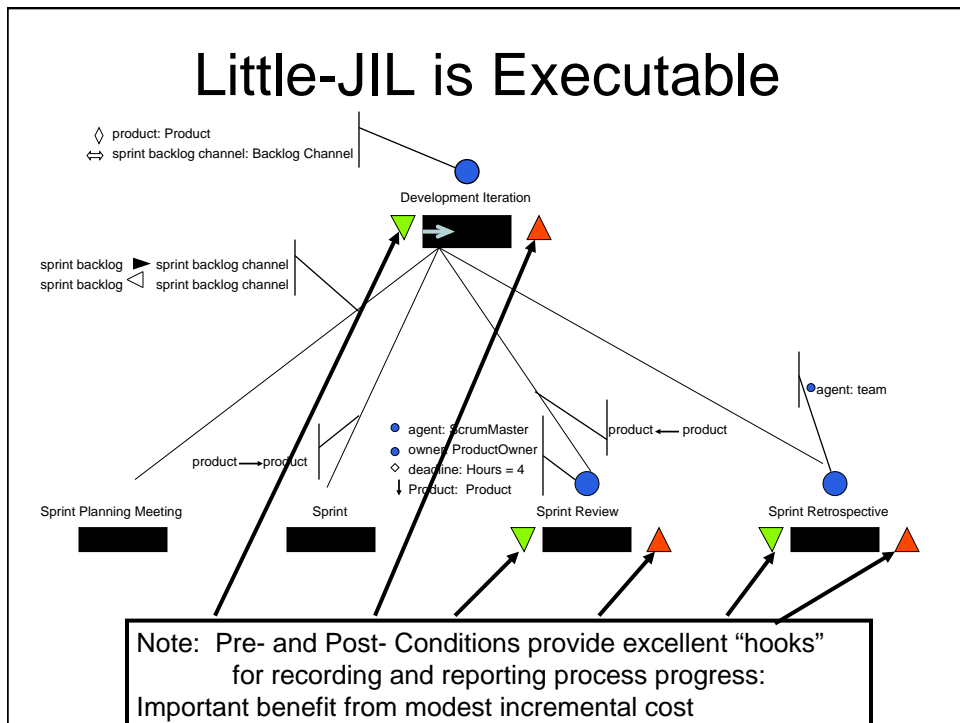 Little-JIL is Executable
product: Product
sprint backlog channel: Backlog Channel
Development Iteration
sprint backlog sprint backlog channel
sprint backlog sprint backlog channel
agent: team
agent: ScrumMaster
owner: ProductOwner
deadline: Hours = 4
Product: Product
product product
product product
Sprint Planning Meeting
Sprint
Sprint Review
Sprint Retrospective
Note: Pre- and Post- Conditions provide excellent “hooks”
for recording and reporting process progress:
Important benefit from modest incremental cost